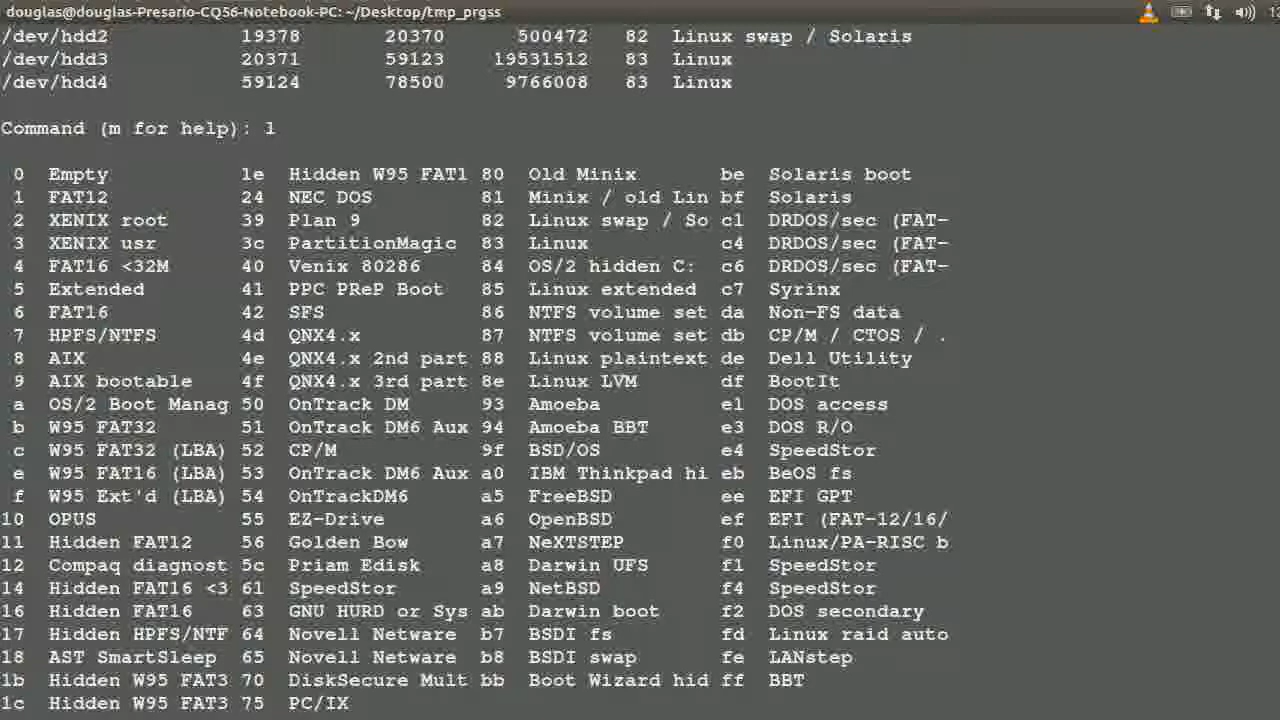 douglas@douglas-Presario-CQ56-Notebook-PC: ~/Desktop/tmp_prgss
/dev/hdd2 19378 20370 500472 82 Linux swap / Solaris
/dev/hdd3 20371 59123 19531512 83 Linux
/dev/hdd4 59124 78500 9766008 83 Linux
Command (m for help): l
0 Empty 1e Hidden W95 FAT1 80 Old Minix be Solaris boot
1 FAT12 24 NEC DOS 81 Minix / old Lin bf Solaris
2 XENIX root 39 Plan 9 82 Linux swap / So c1 DRDOS/sec (FAT-
3 XENIX usr 3c PartitionMagic 83 Linux c4 DRDOS/sec (FAT-
4 FAT16 <32M 40 Venix 80286 84 OS/2 hidden C: c6 DRDOS/sec (FAT-
5 Extended 41 PPC PReP Boot 85 Linux extended c7 Syrinx
6 FAT16 42 SFS 86 NTFS volume set da Non-FS data
7 HPFS/NTFS 4d QNX4.x 87 NTFS volume set db CP/M / CTOS / .
8 AIX 4e QNX4.x 2nd part 88 Linux plaintext de Dell Utility
9 AIX bootable 4f QNX4.x 3rd part 8e Linux LVM df BootIt
a OS/2 Boot Manag 50 OnTrack DM 93 Amoeba e1 DOS access
b W95 FAT32 51 OnTrack DM6 Aux 94 Amoeba BBT e3 DOS R/O
c W95 FAT32 (LBA) 52 CP/M 9f BSD/OS e4 SpeedStor
e W95 FAT16 (LBA) 53 OnTrack DM6 Aux a0 IBM Thinkpad hi eb BeOS fs
f W95 Ext'd (LBA) 54 OnTrackDM6 a5 FreeBSD ee EFI GPT
10 OPUS 55 EZ-Drive a6 OpenBSD ef EFI (FAT-12/16/
11 Hidden FAT12 56 Golden Bow a7 NeXTSTEP f0 Linux/PA-RISC b
12 Compaq diagnost 5c Priam Edisk a8 Darwin UFS f1 SpeedStor
14 Hidden FAT16 <3 61 SpeedStor a9 NetBSD f4 SpeedStor
16 Hidden FAT16 63 GNU HURD or Sys ab Darwin boot f2 DOS secondary
17 Hidden HPFS/NTF 64 Novell Netware b7 BSDI fs fd Linux raid auto
18 AST SmartSleep 65 Novell Netware b8 BSDI swap fe LANstep
1b Hidden W95 FAT3 70 DiskSecure Mult bb Boot Wizard hid ff BBT
1c Hidden W95 FAT3 75 PC/IX